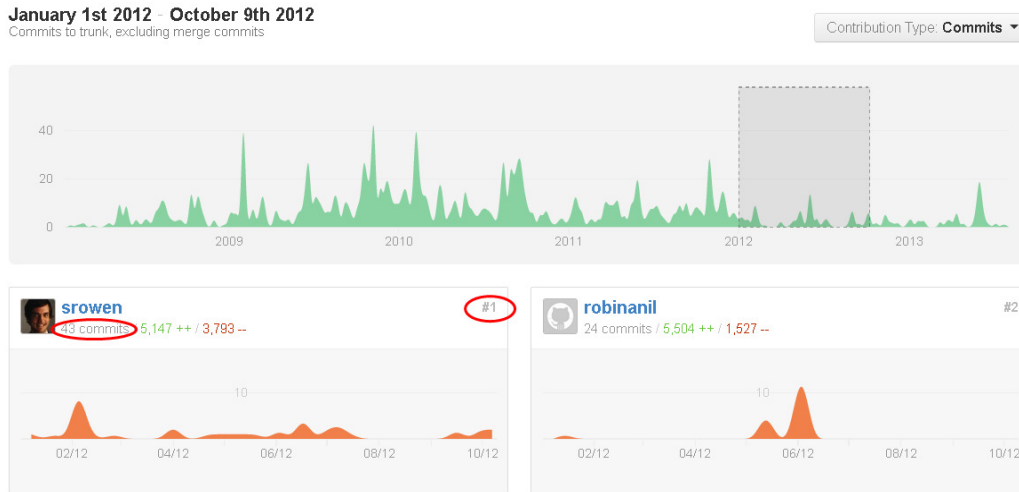 January 1st 2012 - October 9th 2012
Commits to trunk, excluding merge commits
Contribution Type: Commits
40
20
0
2009 2010 2011 2012 2013
srowen #1
43 commits / 5,147 ++ / 3,793 --
10
02/12 04/12 06/12 08/12 10/12
robinanil #2
24 commits / 5,504 ++ / 1,527 --
10
02/12 04/12 06/12 08/12 10/12